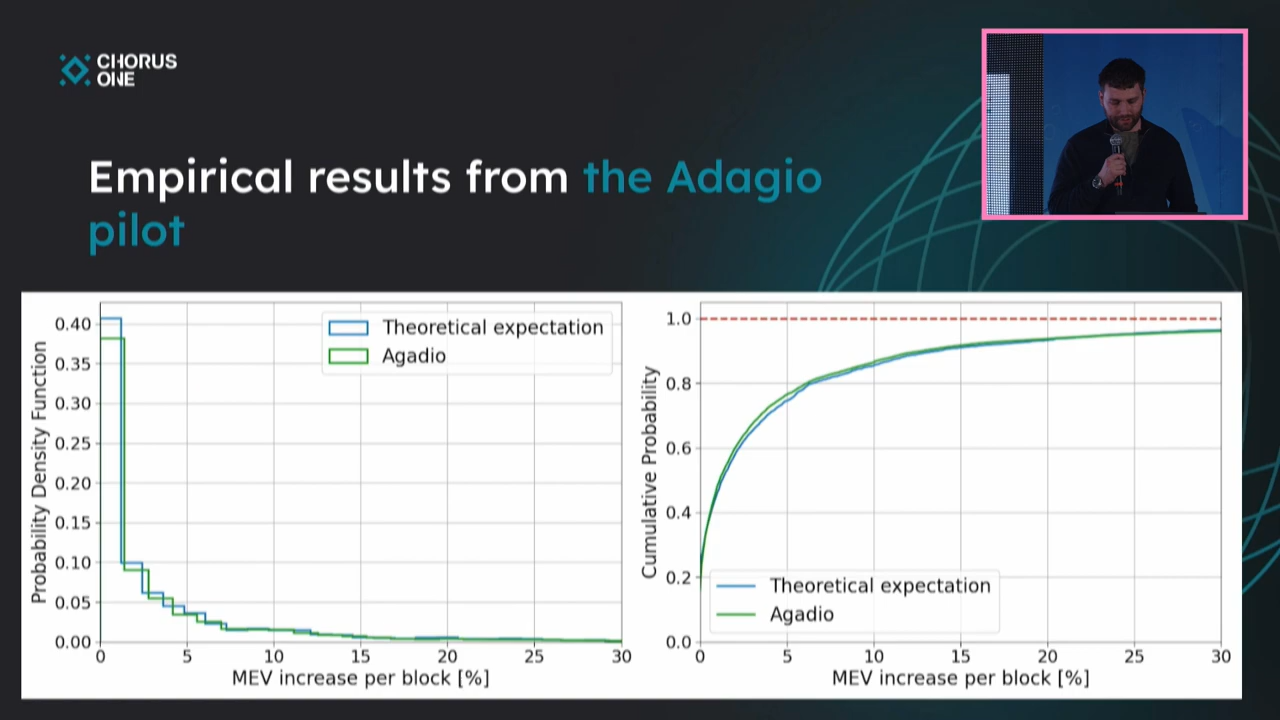 CHORUS
ONE
Empirical results from the Adagio
pilot
Probability Density Function
0.40
0.35
0.30
0.25
0.20
0.15
0.10
0.05
0.00
Theoretical expectation
Agadio
0 5 10 15 20 25 30
MEV increase per block [%]
Cumulative Probability
1.0
0.8
0.6
0.4
0.2
0.0
Theoretical expectation
Agadio
0 5 10 15 20 25 30
MEV increase per block [%]